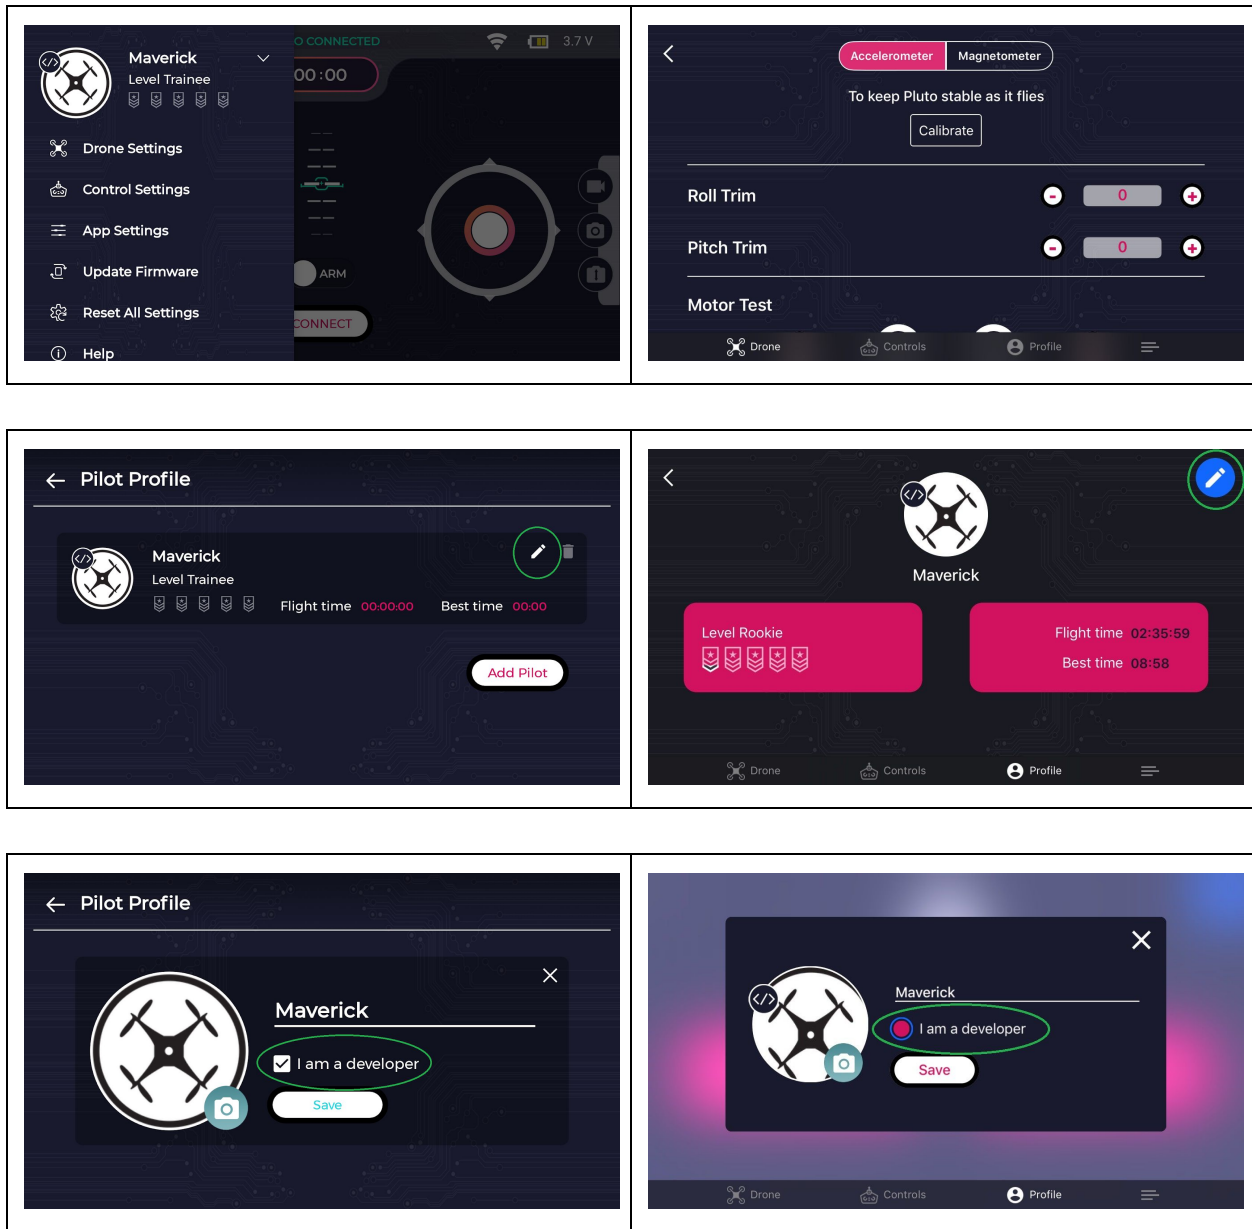 Maverick
Level Trainee
Drone Settings
Control Settings
App Settings
Update Firmware
Reset All Settings
Help
O CONNECTED
3.7 V
00:00
ARM
CONNECT
Accelerometer Magnetometer
To keep Pluto stable as it flies
Calibrate
Roll Trim - 0 +
Pitch Trim - 0 +
Motor Test
Drone Controls Profile
Pilot Profile
Maverick
Level Trainee
Flight time 00:00:00 Best time 00:00
Add Pilot
</>
Maverick
Level Rookie
Flight time 02:35:59
Best time 08:58
Drone Controls Profile
Pilot Profile
Maverick
I am a developer
Save
</>
Maverick
I am a developer
Save
Drone Controls Profile